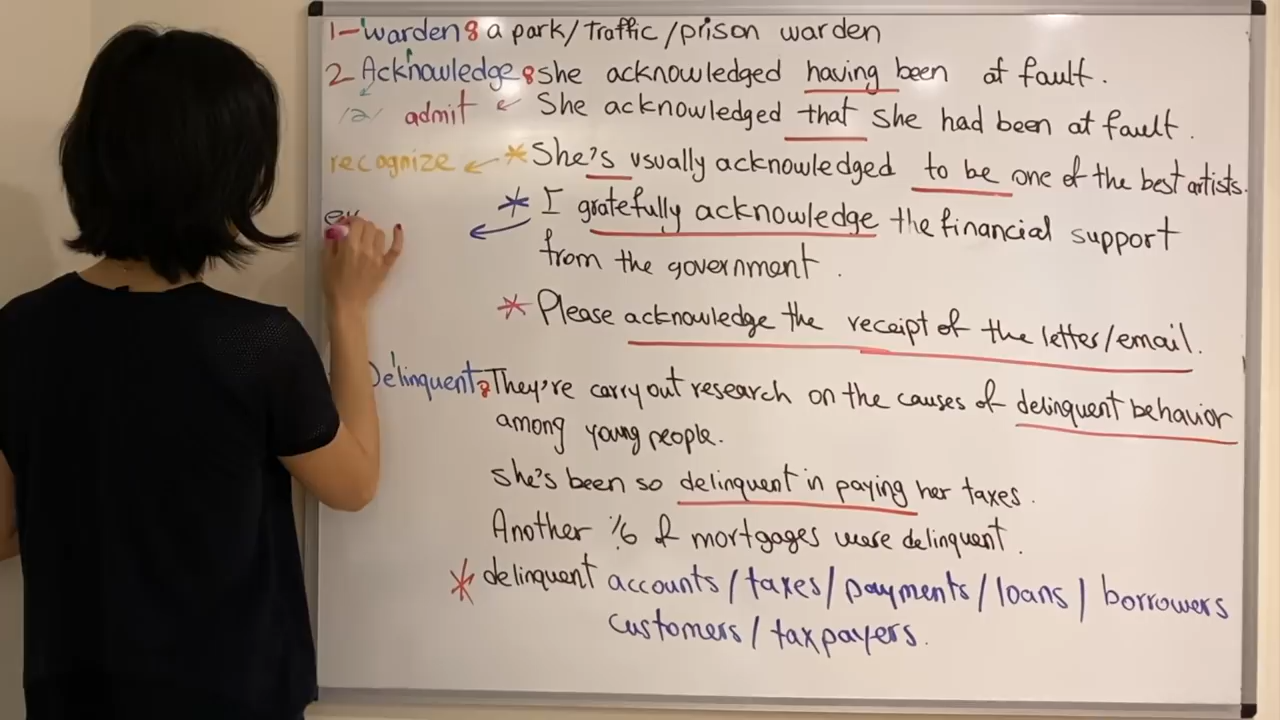 1-Warden: a park/Traffic/prison warden
2 Acknowledge: She acknowledged having been at fault.
/ə/ admit She acknowledged that she had been at fault.
recognize * She's usually acknowledged to be one of the best artists.
ex * I gratefully acknowledge the financial support
from the government.
* Please acknowledge the receipt of the letter/email.
Delinquent: They're carry out research on the causes of delinquent behavior
among young people.
She's been so delinquent in paying her taxes.
Another % of mortgages were delinquent.
* delinquent accounts/taxes/payments/loans/borrowers
customers/taxpayers.